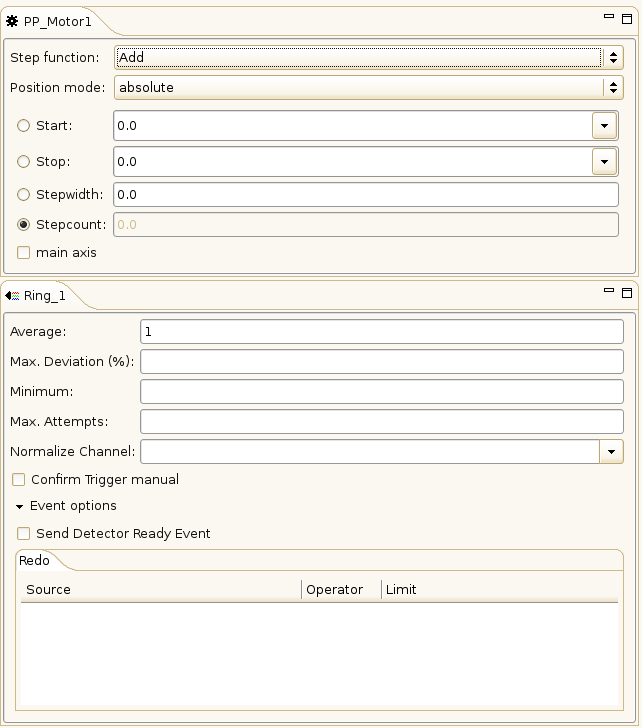 PP_Motor1
Step function: Add
Position mode: absolute
Start: 0.0
Stop: 0.0
Stepwidth: 0.0
Stepcount: 0.0
main axis
Ring_1
Average: 1
Max. Deviation (%):
Minimum:
Max. Attempts:
Normalize Channel:
Confirm Trigger manual
Event options
Send Detector Ready Event
Redo
Source Operator Limit